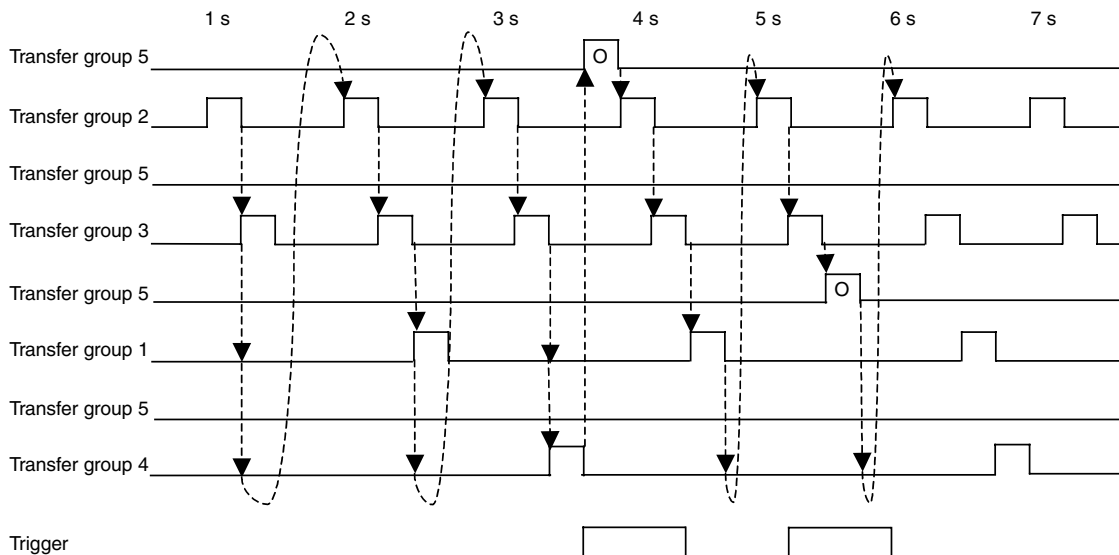 1 s 2 s 3 s 4 s 5 s 6 s 7 s
Transfer group 5 O
Transfer group 2
Transfer group 5
Transfer group 3
Transfer group 5 O
Transfer group 1
Transfer group 5
Transfer group 4
Trigger